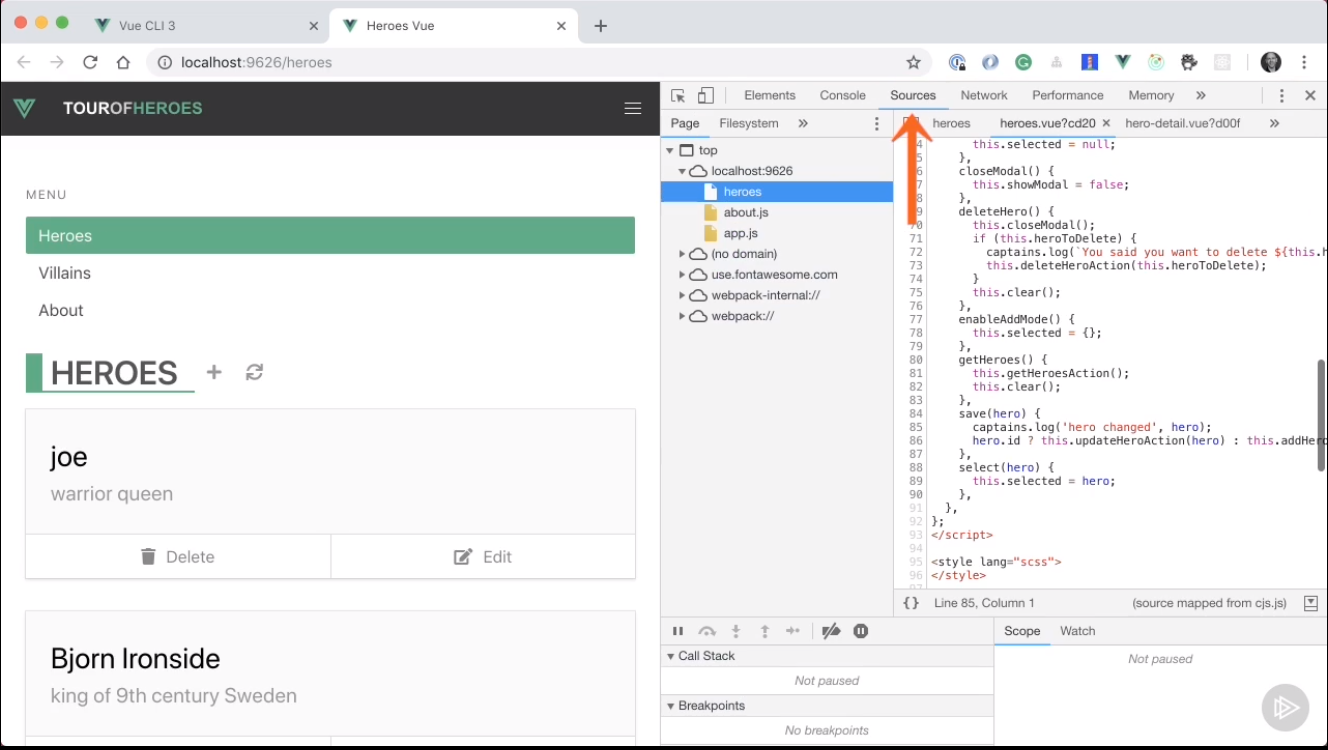 Vue CLI 3
Heroes Vue
localhost:9626/heroes
TOUROFHEROES
MENU
Heroes
Villains
About
HEROES
joe
warrior queen
Delete
Edit
Bjorn Ironside
king of 9th century Sweden
Elements Console Sources Network Performance Memory »
Page Filesystem »
heroes heroes.vue?cd20 hero-detail.vue?d00f »
top
localhost:9626
heroes
about.js
app.js
(no domain)
use.fontawesome.com
webpack-internal://
webpack://
4 this.selected = null;
5 },
6 closeModal() {
7 this.showModal = false;
8 },
9 deleteHero() {
70 this.closeModal();
71 if (this.heroToDelete) {
72 captains.log(`You said you want to delete ${this.h
73 this.deleteHeroAction(this.heroToDelete);
74 }
75 this.clear();
76 },
77 enableAddMode() {
78 this.selected = {};
79 },
80 getHeroes() {
81 this.getHeroesAction();
82 this.clear();
83 },
84 save(hero) {
85 captains.log('hero changed', hero);
86 hero.id ? this.updateHeroAction(hero) : this.addHero
87 },
88 select(hero) {
89 this.selected = hero;
90 },
91 },
92 };
93 </script>
94
95 <style lang="scss">
96 </style>
{} Line 85, Column 1 (source mapped from cjs.js)
Scope Watch
Call Stack
Not paused
Not paused
Breakpoints
No breakpoints